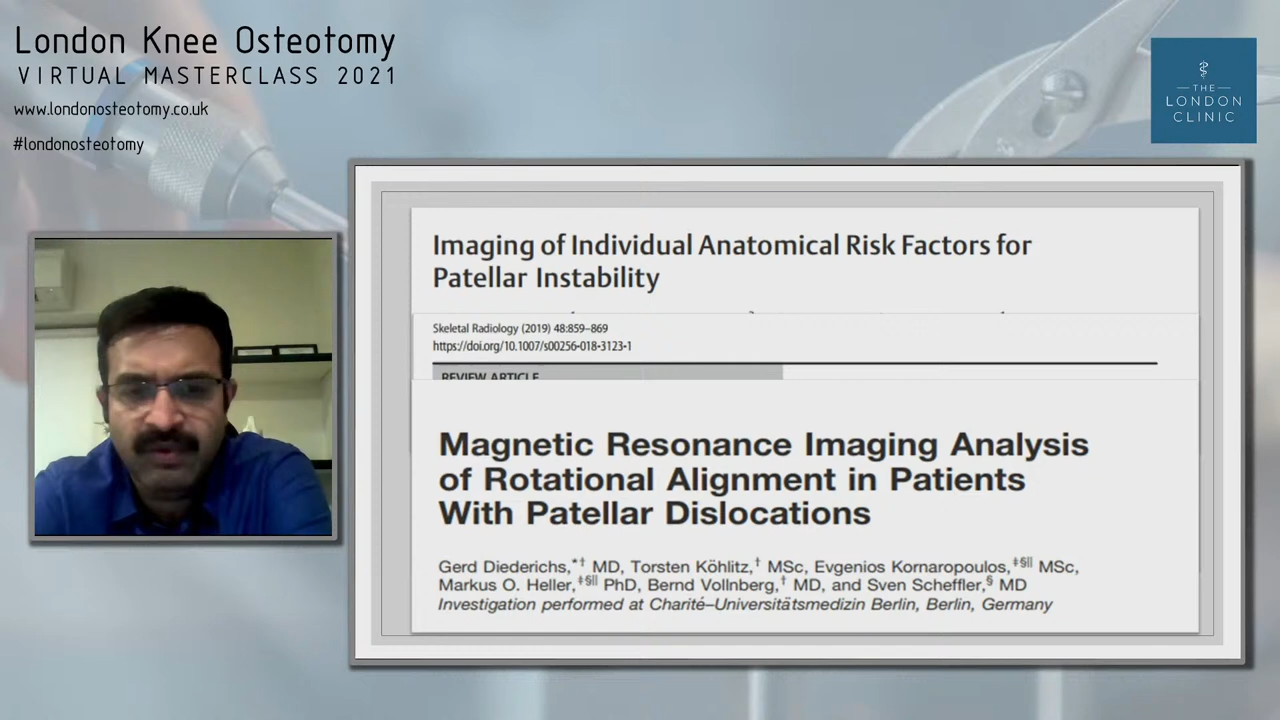 London Knee Osteotomy
VIRTUAL MASTERCLASS 2021
www.londonosteotomy.co.uk
#londonosteotomy
THE
LONDON
CLINIC
Imaging of Individual Anatomical Risk Factors for
Patellar Instability
Skeletal Radiology (2019) 48:859–869
https://doi.org/10.1007/s00256-018-3123-1
REVIEW ARTICLE
Magnetic Resonance Imaging Analysis
of Rotational Alignment in Patients
With Patellar Dislocations
Gerd Diederichs,*† MD, Torsten Köhlitz,† MSc, Evgenios Kornaropoulos,‡§|| MSc,
Markus O. Heller,‡§|| PhD, Bernd Vollnberg,† MD, and Sven Scheffler,§ MD
Investigation performed at Charité–Universitätsmedizin Berlin, Berlin, Germany